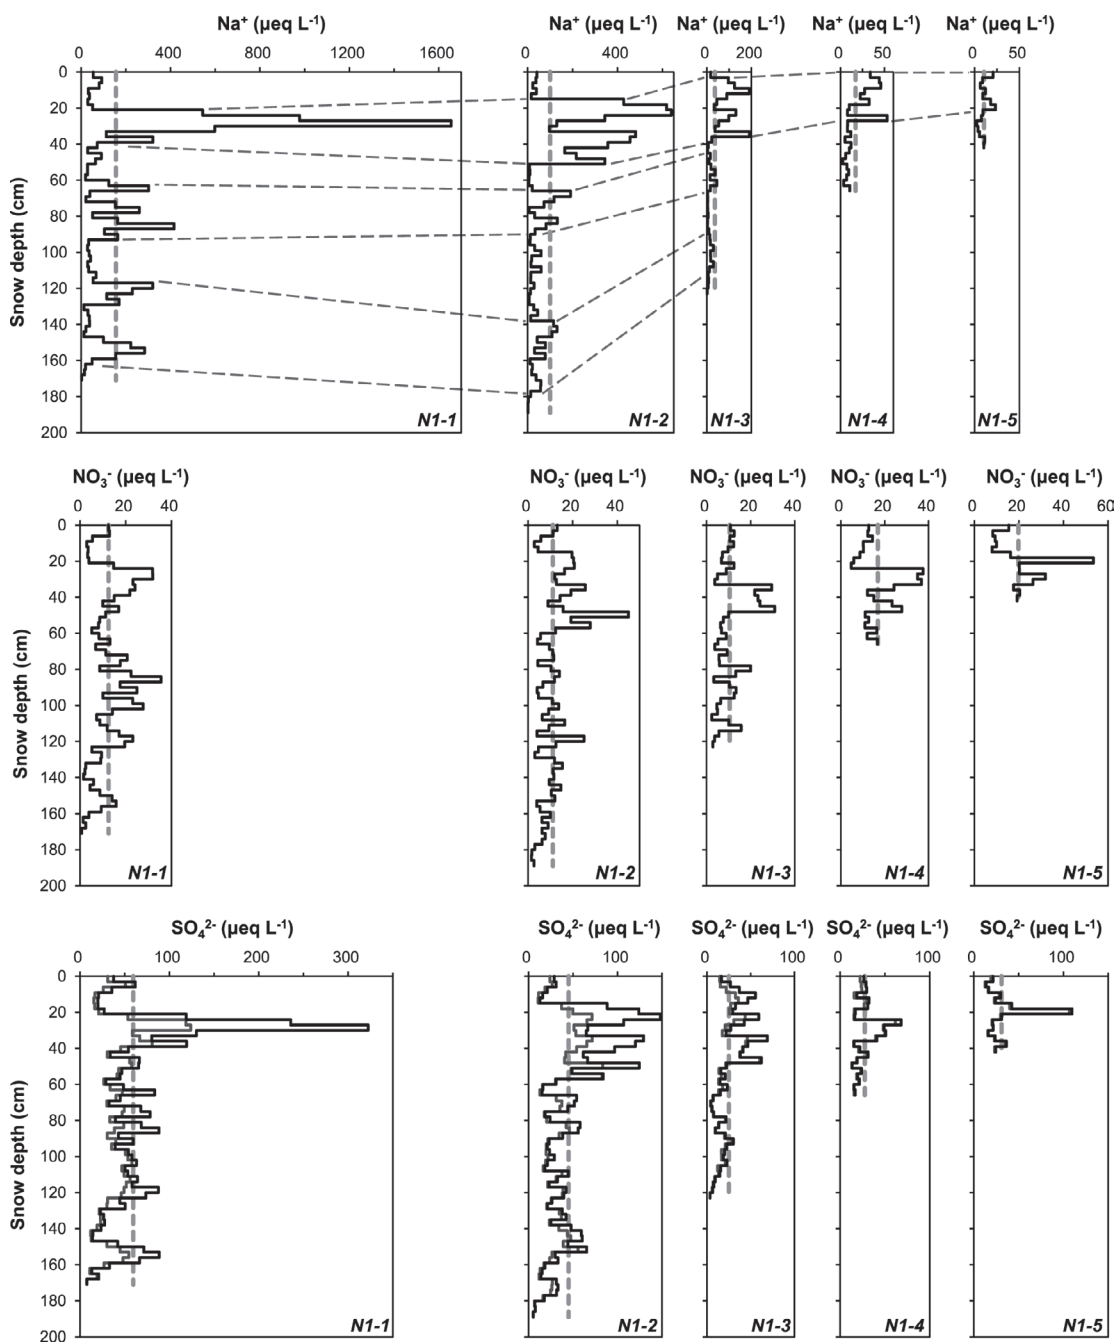 Na⁺ (µeq L⁻¹) Na⁺ (µeq L⁻¹) Na⁺ (µeq L⁻¹) Na⁺ (µeq L⁻¹) Na⁺ (µeq L⁻¹)
0 400 800 1200 1600 0 400 0 100 200 0 50 0 50
0
20
40
60
80
100
120
140
160
180
200
Snow depth (cm)
N1-1 N1-2 N1-3 N1-4 N1-5
NO₃⁻ (µeq L⁻¹) NO₃⁻ (µeq L⁻¹) NO₃⁻ (µeq L⁻¹) NO₃⁻ (µeq L⁻¹) NO₃⁻ (µeq L⁻¹)
0 20 40 0 20 40 0 20 40 0 20 40 0 20 40 60
0
20
40
60
80
100
120
140
160
180
200
Snow depth (cm)
N1-1 N1-2 N1-3 N1-4 N1-5
SO₄²⁻ (µeq L⁻¹) SO₄²⁻ (µeq L⁻¹) SO₄²⁻ (µeq L⁻¹) SO₄²⁻ (µeq L⁻¹) SO₄²⁻ (µeq L⁻¹)
0 100 200 300 0 100 0 100 0 100 0 100
0
20
40
60
80
100
120
140
160
180
200
Snow depth (cm)
N1-1 N1-2 N1-3 N1-4 N1-5